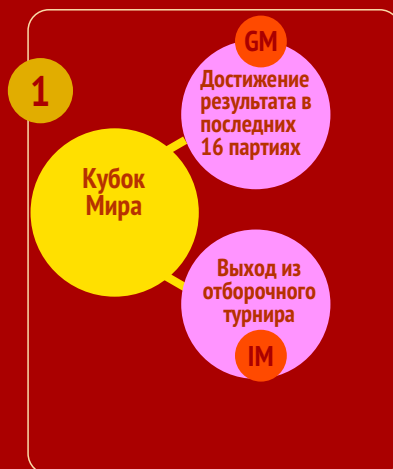 1
GM
Достижение
результата в
последних
16 партиях
Кубок
Мира
Выход из
отборочного
турнира
IM